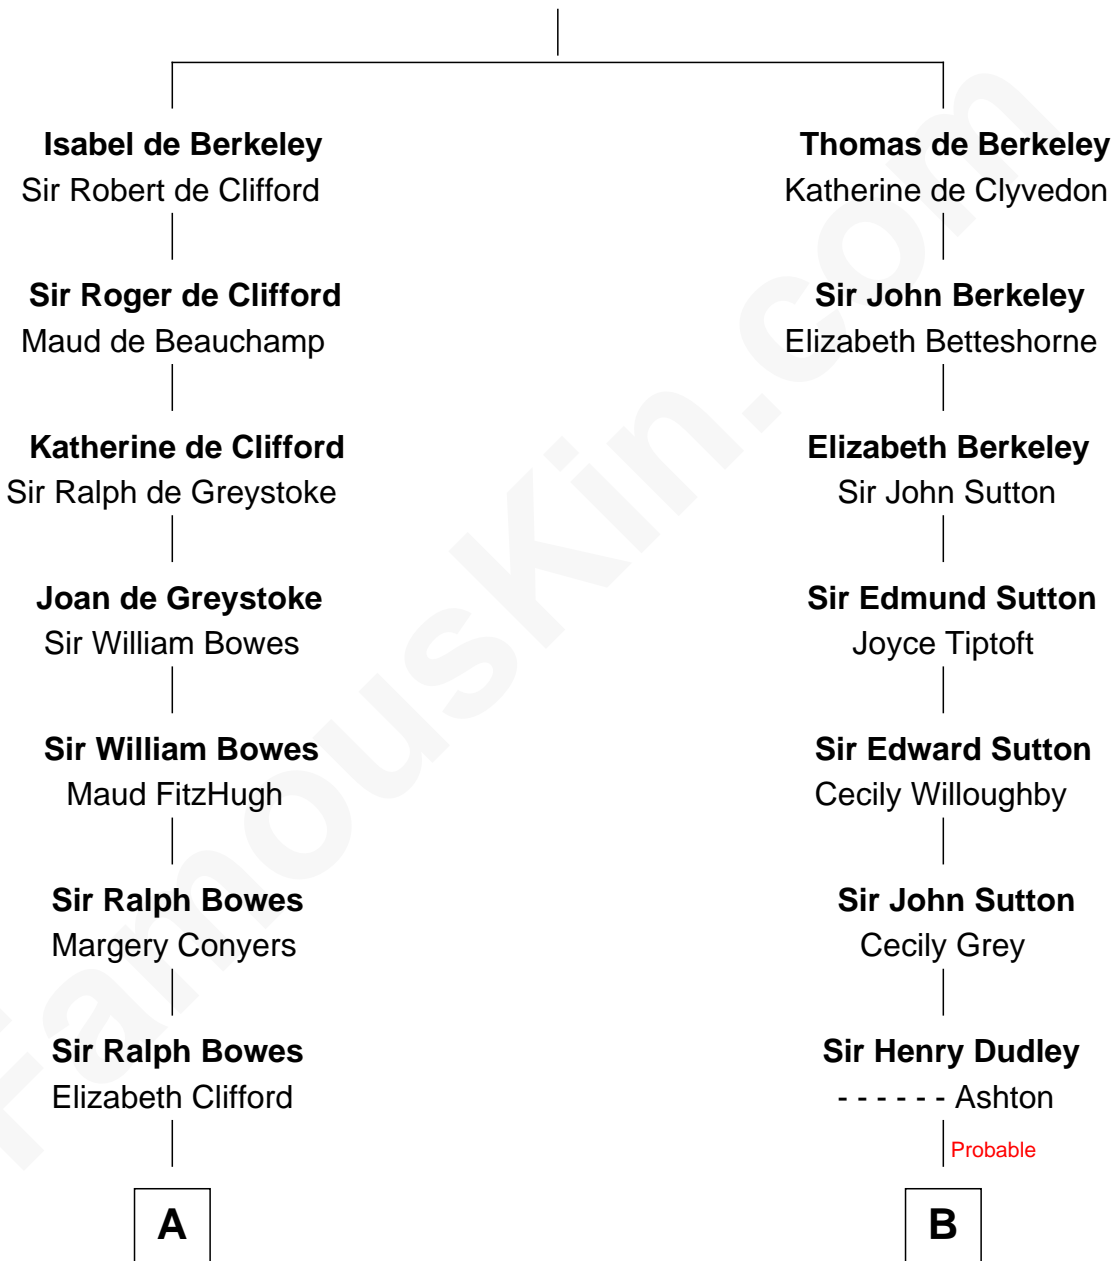 Isabel de Berkeley
Sir Robert de Clifford
Sir Roger de Clifford
Maud de Beauchamp
Katherine de Clifford
Sir Ralph de Greystoke
Joan de Greystoke
Sir William Bowes
Sir William Bowes
Maud FitzHugh
Sir Ralph Bowes
Margery Conyers
Sir Ralph Bowes
Elizabeth Clifford
A
Thomas de Berkeley
Katherine de Clyvedon
Sir John Berkeley
Elizabeth Betteshorne
Elizabeth Berkeley
Sir John Sutton
Sir Edmund Sutton
Joyce Tiptoft
Sir Edward Sutton
Cecily Willoughby
Sir John Sutton
Cecily Grey
Sir Henry Dudley
- - - - - - Ashton
Probable
B
FamousKin.com